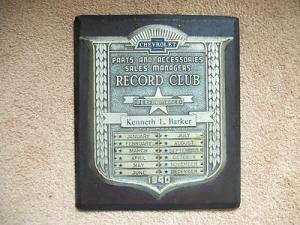 CHEVROLET
PARTS AND ACCESSORIES
SALES MANAGERS
RECORD CLUB
Kenneth L. Barker
JANUARY JULY
FEBRUARY AUGUST
MARCH SEPTEMBER
APRIL OCTOBER
MAY NOVEMBER
JUNE DECEMBER
1940